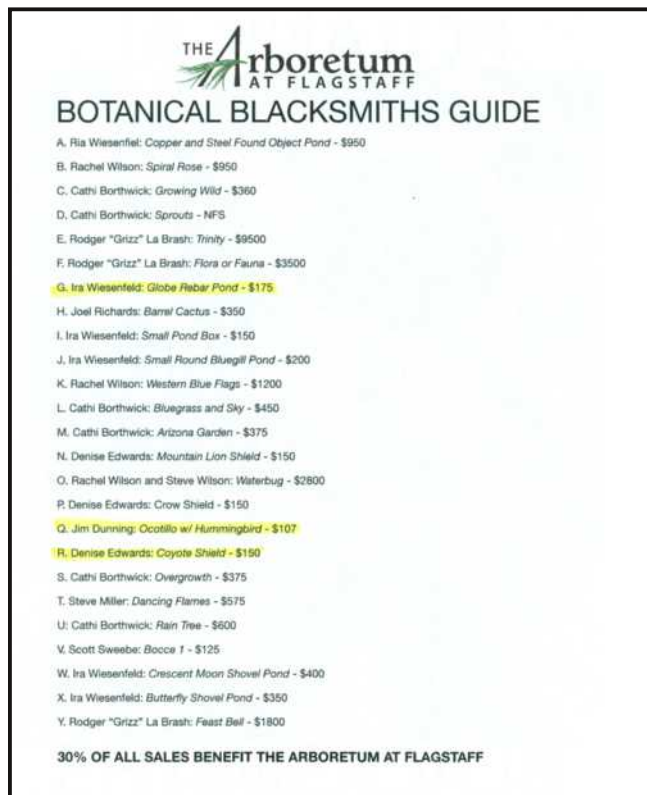 THE Arboretum
AT FLAGSTAFF
BOTANICAL BLACKSMITHS GUIDE
A. Ria Wiesenfiel: Copper and Steel Found Object Pond - $950
B. Rachel Wilson: Spiral Rose - $950
C. Cathi Borthwick: Growing Wild - $360
D. Cathi Borthwick: Sprouts - NFS
E. Rodger "Grizz" La Brash: Trinity - $9500
F. Rodger "Grizz" La Brash: Flora or Fauna - $3500
G. Ira Wiesenfeld: Globe Rebar Pond - $175
H. Joel Richards: Barrel Cactus - $350
I. Ira Wiesenfeld: Small Pond Box - $150
J. Ira Wiesenfeld: Small Round Bluegill Pond - $200
K. Rachel Wilson: Western Blue Flags - $1200
L. Cathi Borthwick: Bluegrass and Sky - $450
M. Cathi Borthwick: Arizona Garden - $375
N. Denise Edwards: Mountain Lion Shield - $150
O. Rachel Wilson and Steve Wilson: Waterbug - $2800
P. Denise Edwards: Crow Shield - $150
Q. Jim Dunning: Ocotillo w/ Hummingbird - $107
R. Denise Edwards: Coyote Shield - $150
S. Cathi Borthwick: Overgrowth - $375
T. Steve Miller: Dancing Flames - $575
U: Cathi Borthwick: Rain Tree - $600
V. Scott Sweebe: Bocce 1 - $125
W. Ira Wiesenfeld: Crescent Moon Shovel Pond - $400
X. Ira Wiesenfeld: Butterfly Shovel Pond - $350
Y. Rodger "Grizz" La Brash: Feast Bell - $1800
30% OF ALL SALES BENEFIT THE ARBORETUM AT FLAGSTAFF